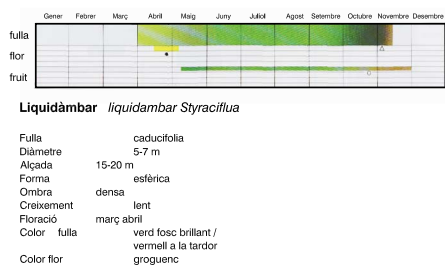 Gener Febrer Març Abril Maig Juny Juliol Agost Setembre Octubre Novembre Desembre
fulla
flor
fruit
Liquidàmbar liquidambar Styraciflua
Fulla caducifolia
Diàmetre 5-7 m
Alçada 15-20 m
Forma esfèrica
Ombra densa
Creixement lent
Floració març abril
Color fulla verd fosc brillant /
vermell a la tardor
Color flor groguenc